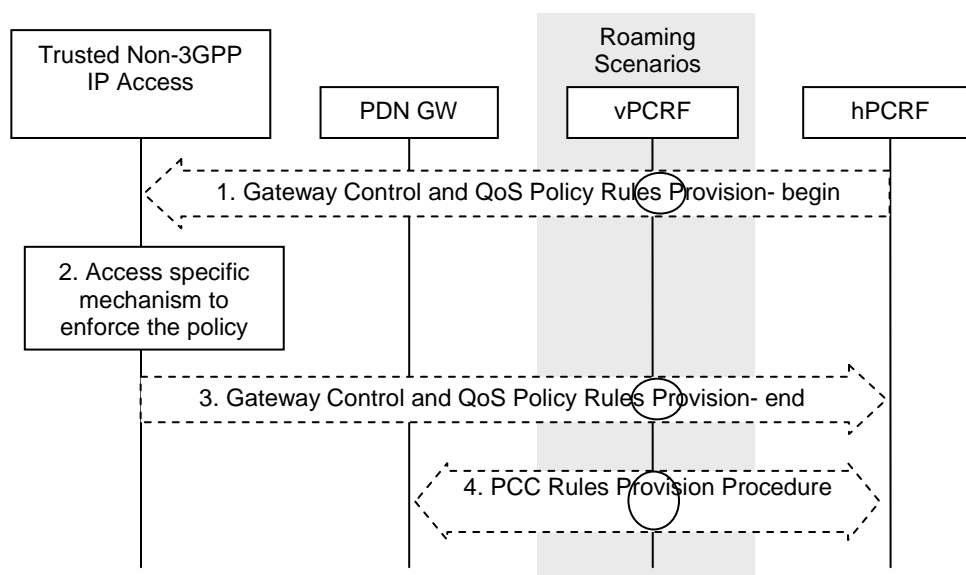 Roaming
Scenarios
Trusted Non-3GPP
IP Access
PDN GW
vPCRF
hPCRF
1. Gateway Control and QoS Policy Rules Provision- begin
2. Access specific
mechanism to
enforce the policy
3. Gateway Control and QoS Policy Rules Provision- end
4. PCC Rules Provision Procedure